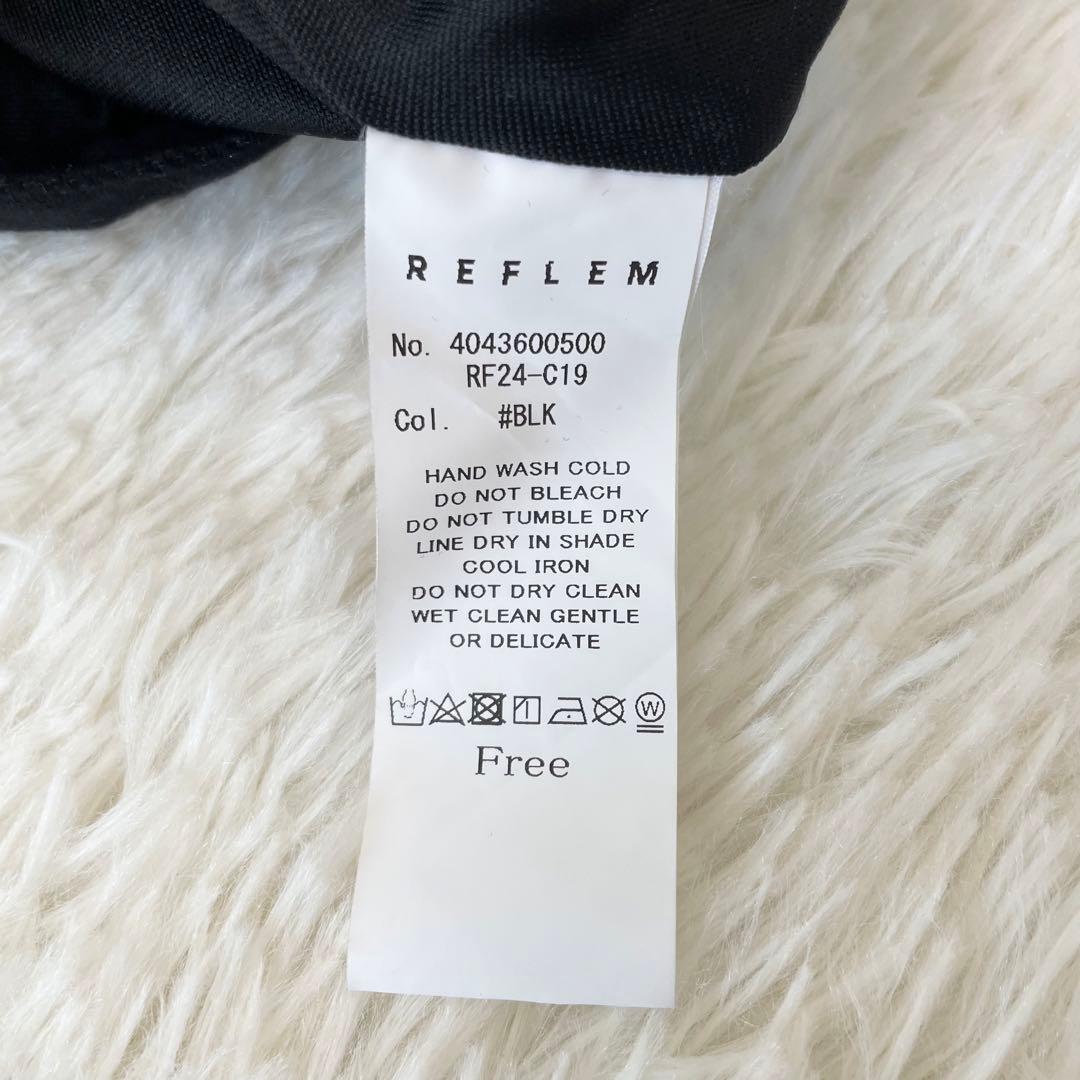 REFLEM
No. 4043600500
RF24-C19
Col. #BLK
HAND WASH COLD
DO NOT BLEACH
DO NOT TUMBLE DRY
LINE DRY IN SHADE
COOL IRON
DO NOT DRY CLEAN
WET CLEAN GENTLE
OR DELICATE
W
Free